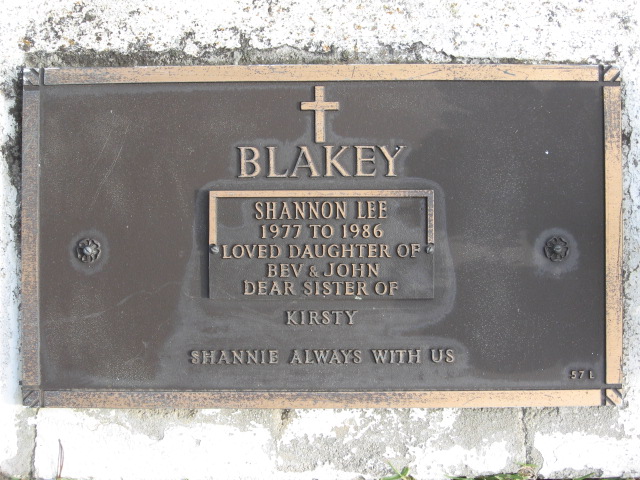 BLAKEY
SHANNON LEE
1977 TO 1986
LOVED DAUGHTER OF
BEV & JOHN
DEAR SISTER OF
KIRSTY
SHANNIE ALWAYS WITH US
57 L